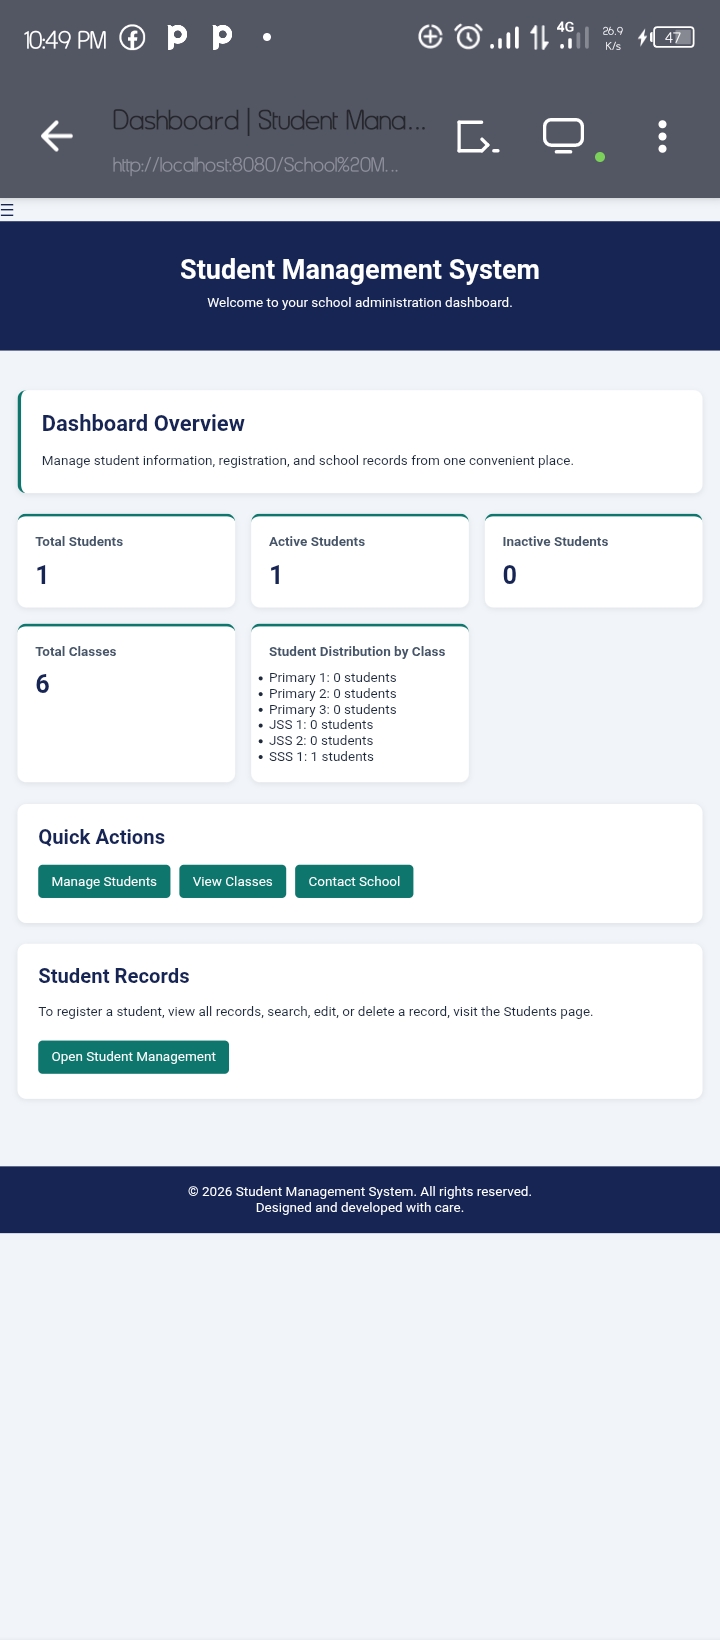 10:49 PM
4G
26.9
K/s
47
Dashboard | Student Mana...
http://localhost:8080/School%20M...
Student Management System
Welcome to your school administration dashboard.
Dashboard Overview
Manage student information, registration, and school records from one convenient place.
Total Students
1
Active Students
1
Inactive Students
0
Total Classes
6
Student Distribution by Class
• Primary 1: 0 students
• Primary 2: 0 students
• Primary 3: 0 students
• JSS 1: 0 students
• JSS 2: 0 students
• SSS 1: 1 students
Quick Actions
Manage Students
View Classes
Contact School
Student Records
To register a student, view all records, search, edit, or delete a record, visit the Students page.
Open Student Management
© 2026 Student Management System. All rights reserved.
Designed and developed with care.